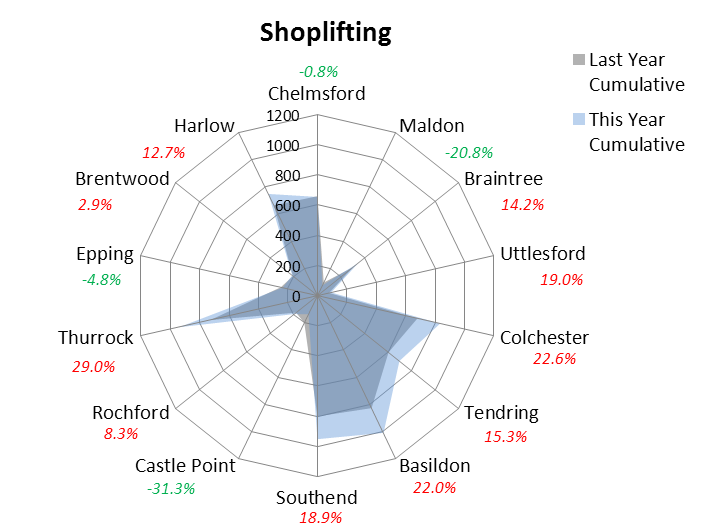 Shoplifting
Last Year
Cumulative
This Year
Cumulative
-0.8%
Chelmsford
Maldon
-20.8%
Braintree
14.2%
Uttlesford
19.0%
Colchester
22.6%
Tendring
15.3%
Basildon
22.0%
Southend
18.9%
Castle Point
-31.3%
Rochford
8.3%
Thurrock
29.0%
Epping
-4.8%
Brentwood
2.9%
Harlow
12.7%
1200
1000
800
600
400
200
0